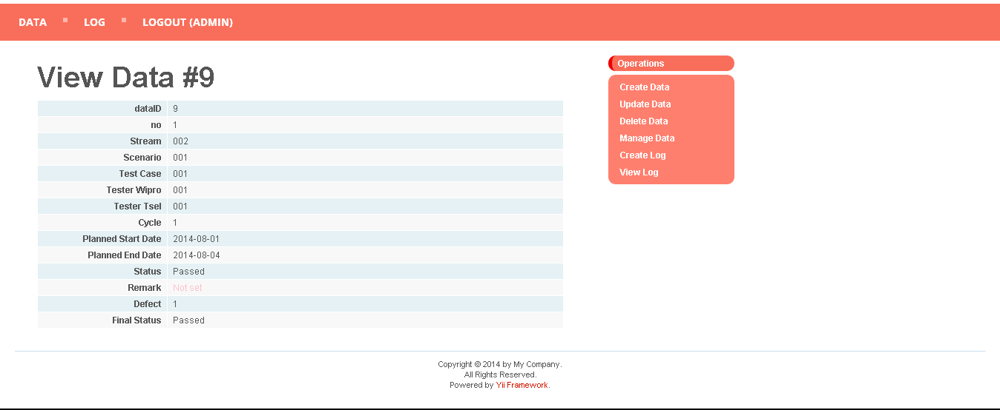 DATA LOG LOGOUT (ADMIN)
View Data #9
dataID 9
no 1
Stream 002
Scenario 001
Test Case 001
Tester Wipro 001
Tester Tsel 001
Cycle 1
Planned Start Date 2014-08-01
Planned End Date 2014-08-04
Status Passed
Remark Not set
Defect 1
Final Status Passed
Operations
Create Data
Update Data
Delete Data
Manage Data
Create Log
View Log
Copyright © 2014 by My Company.
All Rights Reserved.
Powered by Yii Framework.